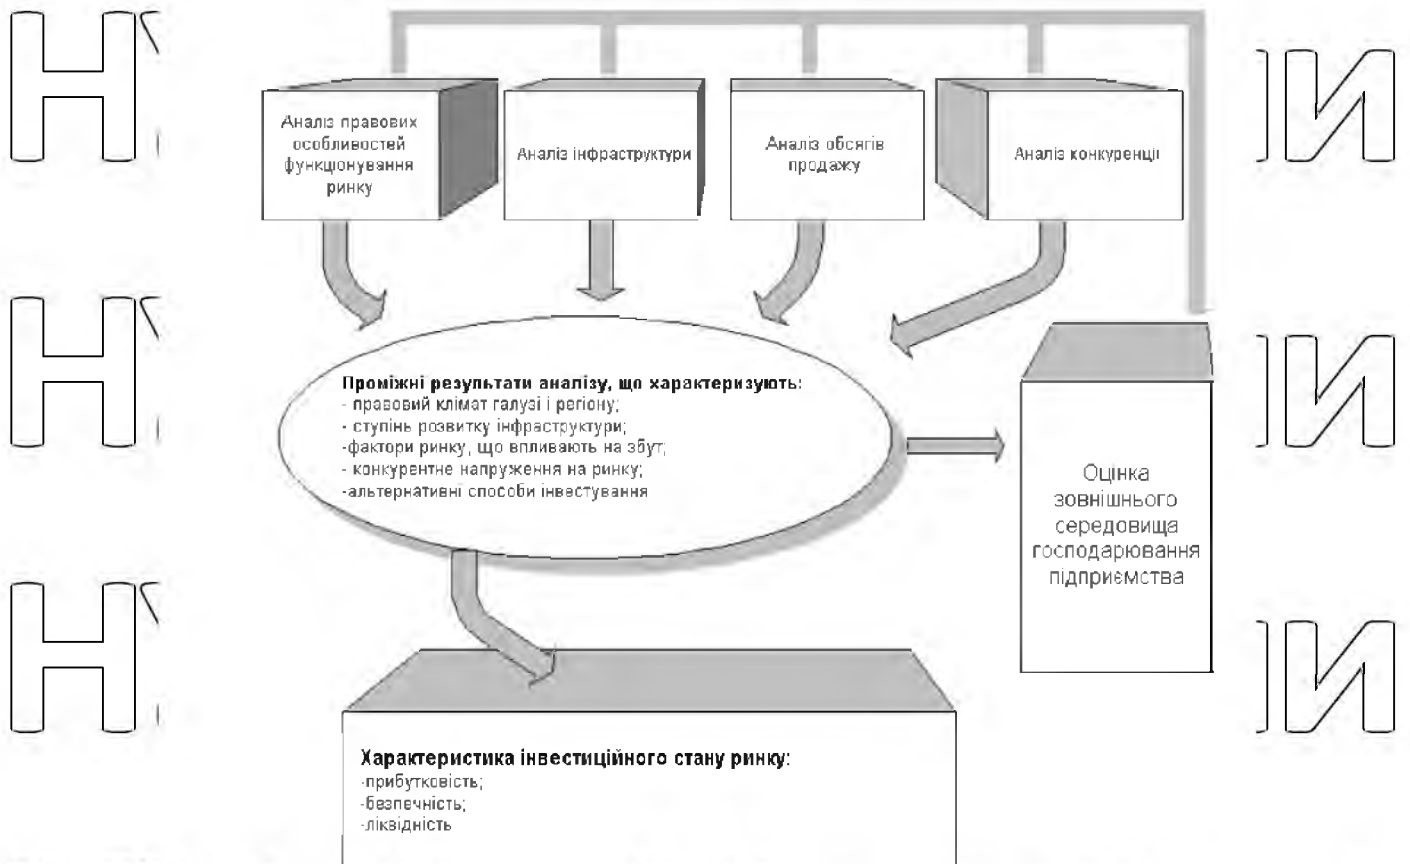 Аналіз правових
особливостей
функціонування
ринку
Аналіз інфраструктури
Аналіз обсягів
продажу
Аналіз конкуренції
Проміжні результати аналізу, що характеризують:
- правовий клімат галузі і регіону;
- ступінь розвитку інфраструктури;
-фактори ринку, що впливають на збут;
- конкурентне напруження на ринку;
-альтернативні способи інвестування
Оцінка
зовнішнього
середовища
господарювання
підприємства
Характеристика інвестиційного стану ринку:
-прибутковість;
-безпечність;
-ліквідність